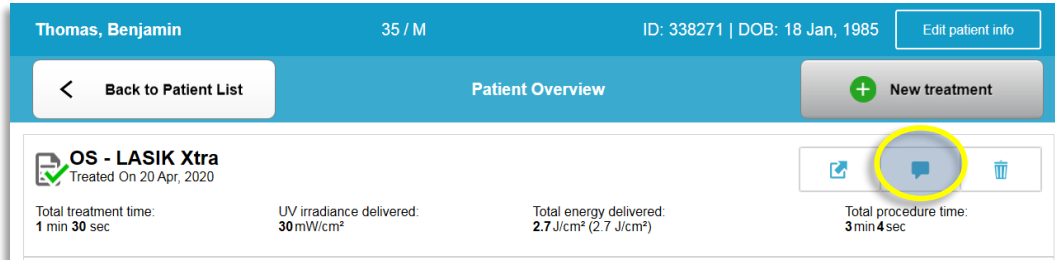 Thomas, Benjamin 35 / M ID: 338271 | DOB: 18 Jan, 1985 Edit patient info
Back to Patient List Patient Overview New treatment
OS - LASIK Xtra
Treated On 20 Apr, 2020
Total treatment time: UV irradiance delivered: Total energy delivered: Total procedure time:
1 min 30 sec 30 mW/cm² 2.7 J/cm² (2.7 J/cm²) 3 min 4 sec